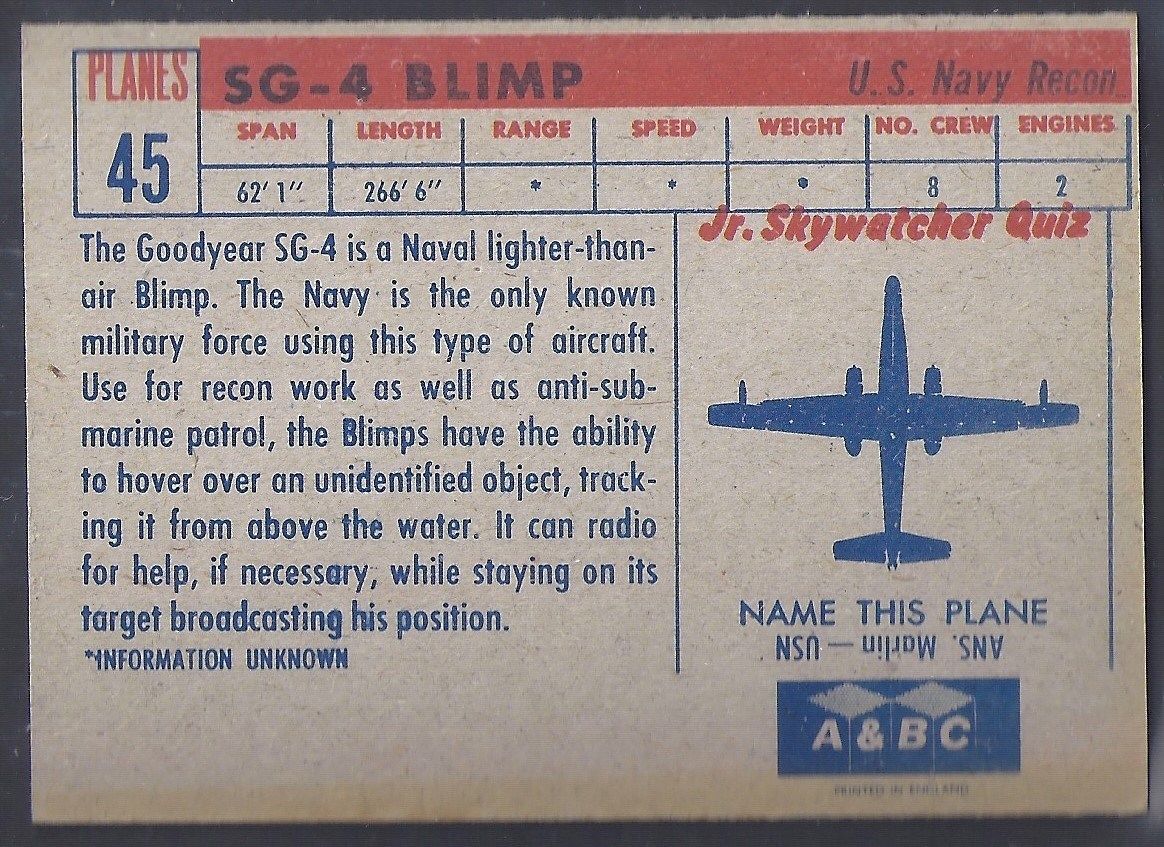 PLANES
45
SG-4 BLIMP
U.S. Navy Recon
SPAN LENGTH RANGE SPEED WEIGHT NO. CREW ENGINES
62' 1" 266' 6" * * * 8 2
The Goodyear SG-4 is a Naval lighter-than-
air Blimp. The Navy is the only known
military force using this type of aircraft.
Use for recon work as well as anti-sub-
marine patrol, the Blimps have the ability
to hover over an unidentified object, track-
ing it from above the water. It can radio
for help, if necessary, while staying on its
target broadcasting his position.
*INFORMATION UNKNOWN
Jr. Skywatcher Quiz
NAME THIS PLANE
ANS. Marlin — USN
A & B C
PRINTED IN ENGLAND